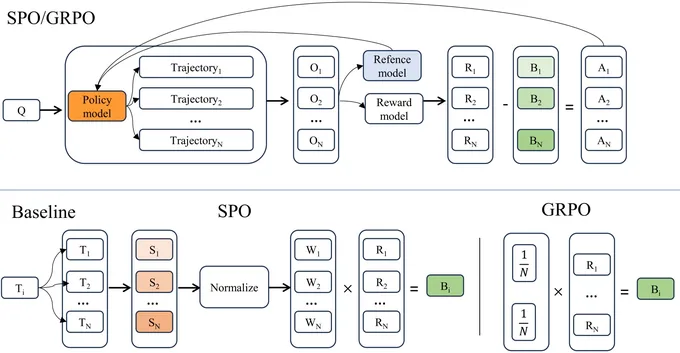 SPO/GRPO
Q
Policy
model
Trajectory1
Trajectory2
...
TrajectoryN
O1
O2
...
ON
Refence
model
Reward
model
R1
R2
...
RN
-
B1
B2
BN
=
A1
A2
...
AN
Baseline
SPO
GRPO
Ti
T1
T2
...
TN
S1
S2
...
SN
Normalize
W1
W2
...
WN
×
R1
R2
...
RN
=
Bi
1
N
1
N
×
R1
...
RN
=
Bi